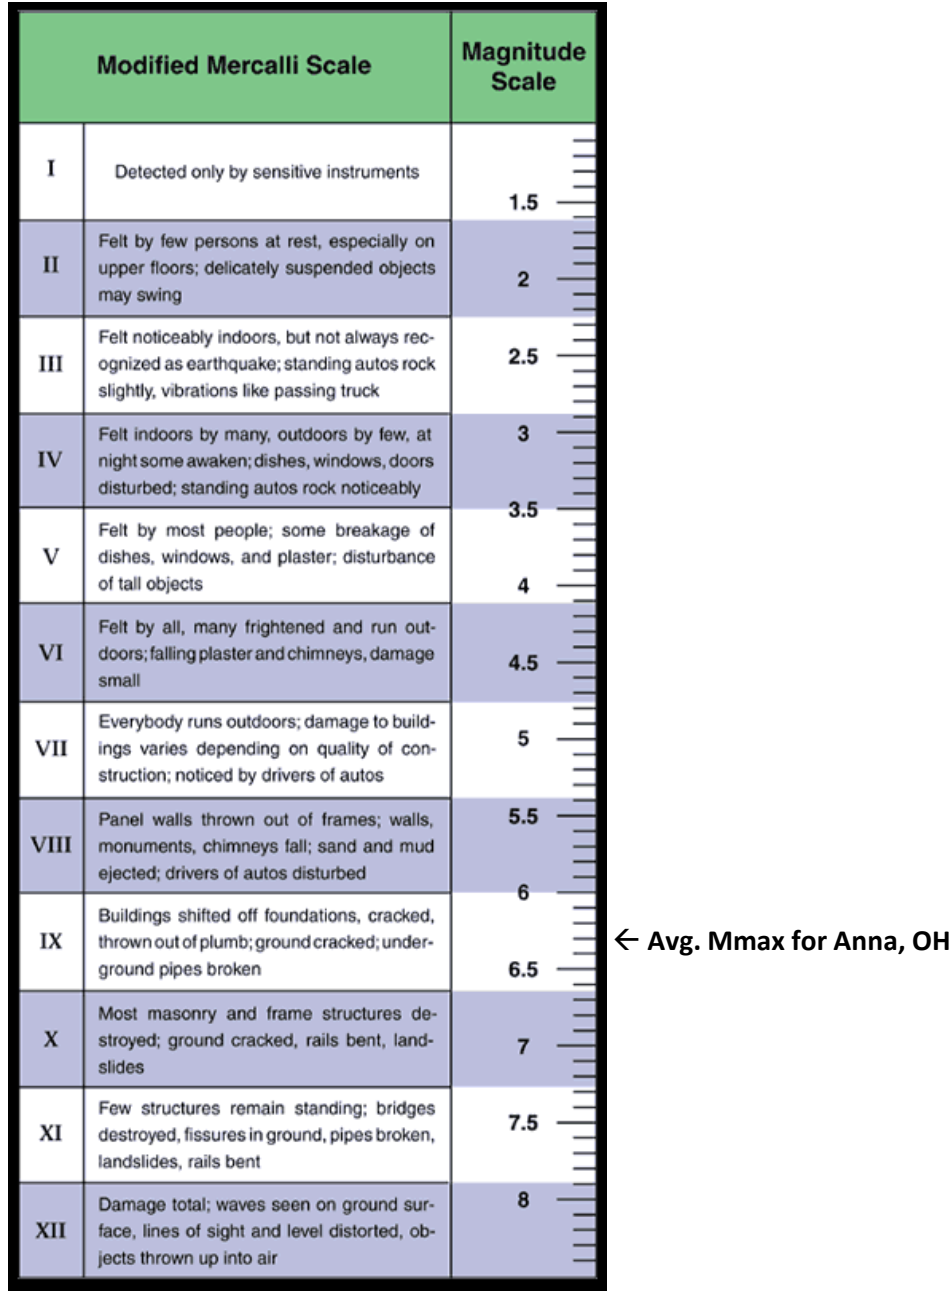 Modified Mercalli Scale
Magnitude
Scale
I
Detected only by sensitive instruments
1.5
II
Felt by few persons at rest, especially on
upper floors; delicately suspended objects
may swing
2
III
Felt noticeably indoors, but not always rec-
ognized as earthquake; standing autos rock
slightly, vibrations like passing truck
2.5
IV
Felt indoors by many, outdoors by few, at
night some awaken; dishes, windows, doors
disturbed; standing autos rock noticeably
3
3.5
V
Felt by most people; some breakage of
dishes, windows, and plaster; disturbance
of tall objects
4
VI
Felt by all, many frightened and run out-
doors; falling plaster and chimneys, damage
small
4.5
VII
Everybody runs outdoors; damage to build-
ings varies depending on quality of con-
struction; noticed by drivers of autos
5
VIII
Panel walls thrown out of frames; walls,
monuments, chimneys fall; sand and mud
ejected; drivers of autos disturbed
5.5
6
IX
Buildings shifted off foundations, cracked,
thrown out of plumb; ground cracked; under-
ground pipes broken
6.5
← Avg. Mmax for Anna, OH
X
Most masonry and frame structures de-
stroyed; ground cracked, rails bent, land-
slides
7
XI
Few structures remain standing; bridges
destroyed, fissures in ground, pipes broken,
landslides, rails bent
7.5
XII
Damage total; waves seen on ground sur-
face, lines of sight and level distorted, ob-
jects thrown up into air
8